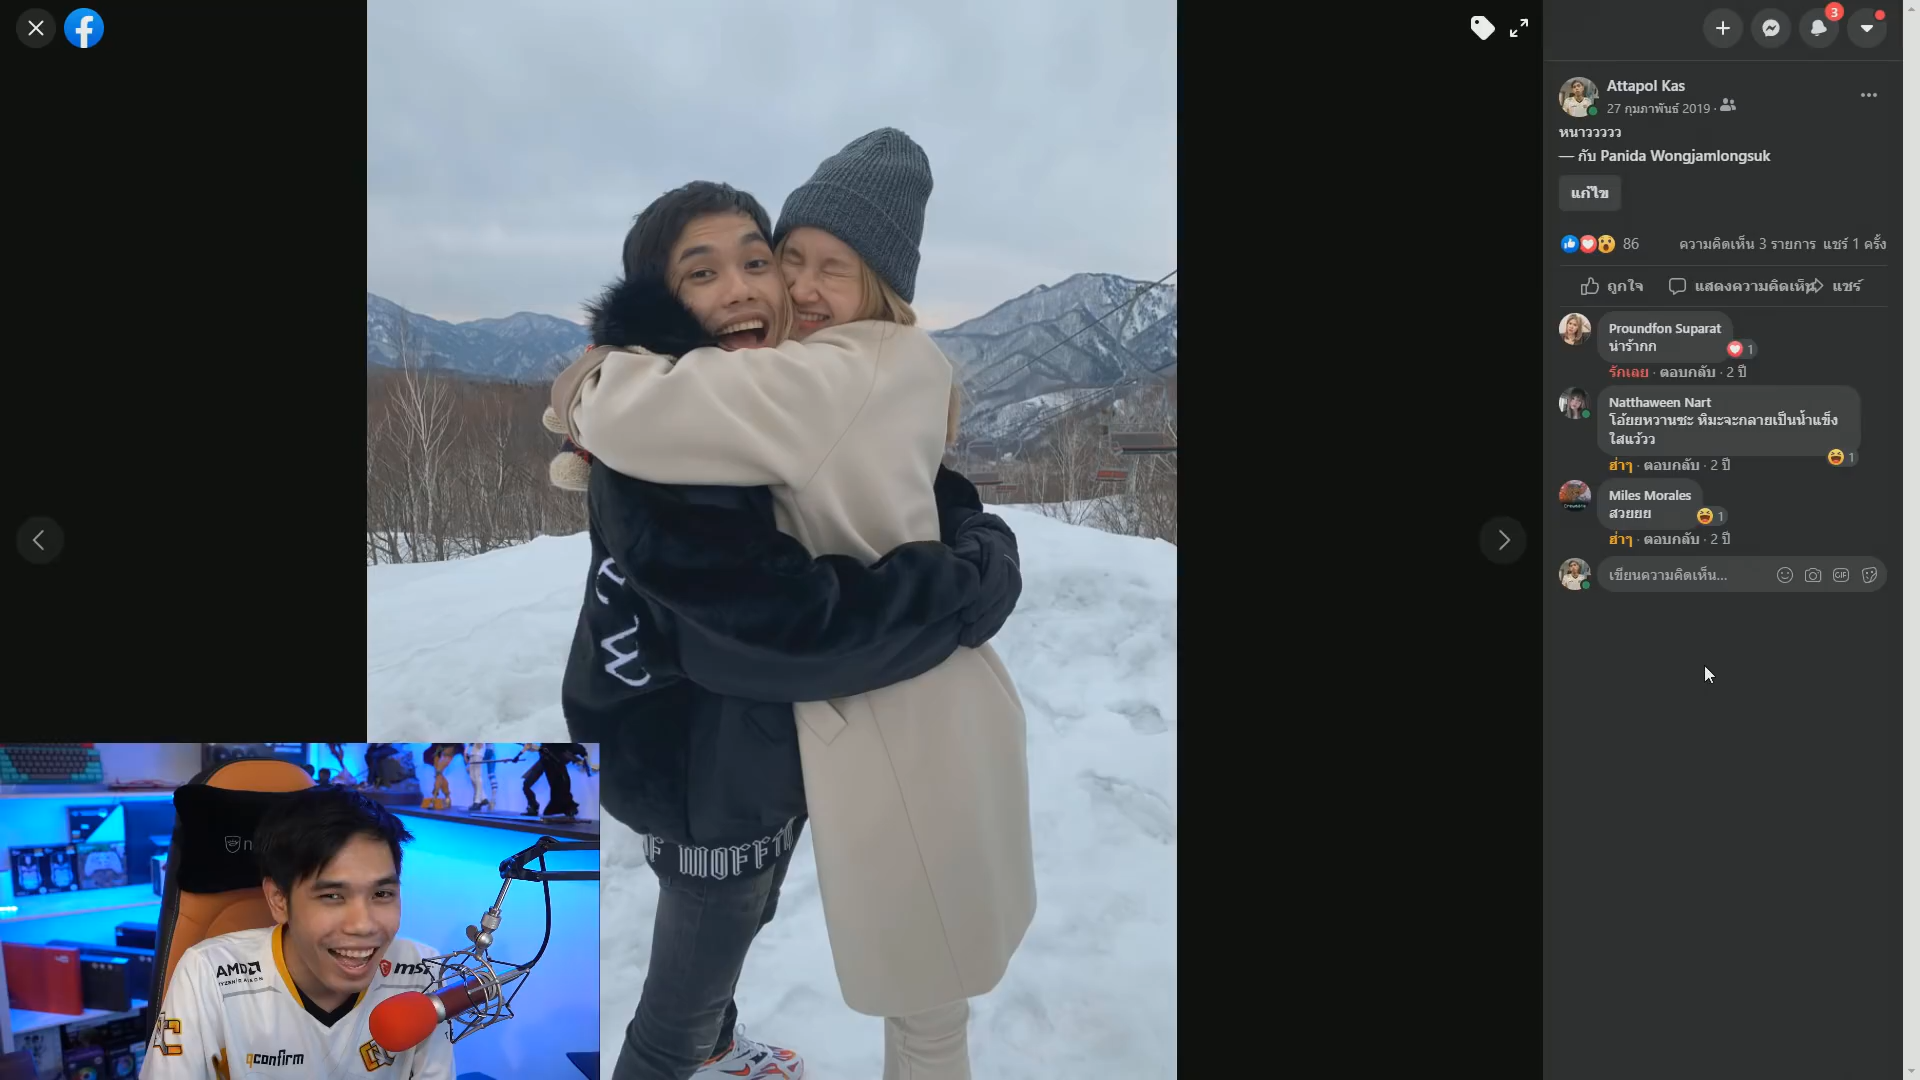 3
Attapol Kas
27 กุมภาพันธ์ 2019 ·
หนาววววว
— กับ Panida Wongjamlongsuk
แก้ไข
86 ความคิดเห็น 3 รายการ แชร์ 1 ครั้ง
ถูกใจ แสดงความคิดเห็น แชร์
Proundfon Suparat
น่าร้ากก
1
รักเลย · ตอบกลับ · 2 ปี
Natthaween Nart
โอ้ยยหวานซะ หิมะจะกลายเป็นน้ำแข็ง
ใสแว้วว
1
ฮ่าๆ · ตอบกลับ · 2 ปี
Miles Morales
สวยยย
1
ฮ่าๆ · ตอบกลับ · 2 ปี
เขียนความคิดเห็น...
GIF
W
OF WOFFT
AMD
msi
qconfirm